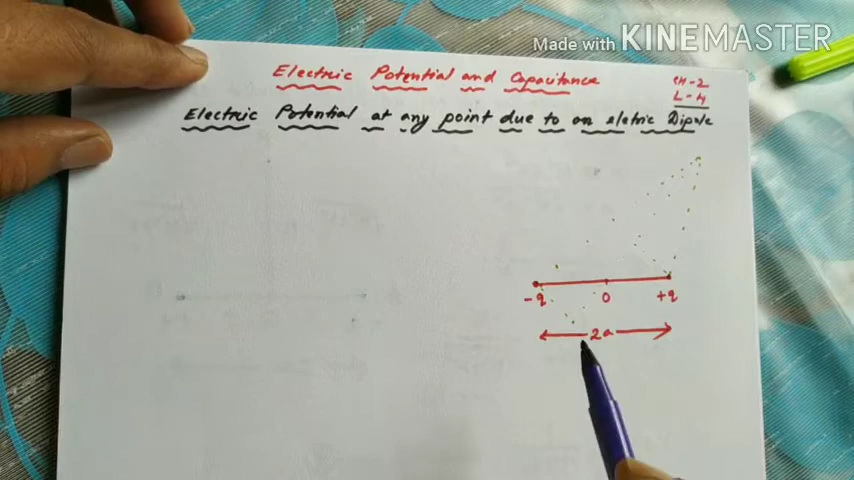 Made with KINEMASTER
Electric Potential and Capacitance
CH-2
L-4
Electric Potential at any point due to an eletric Dipole
-q 0 +q
2a